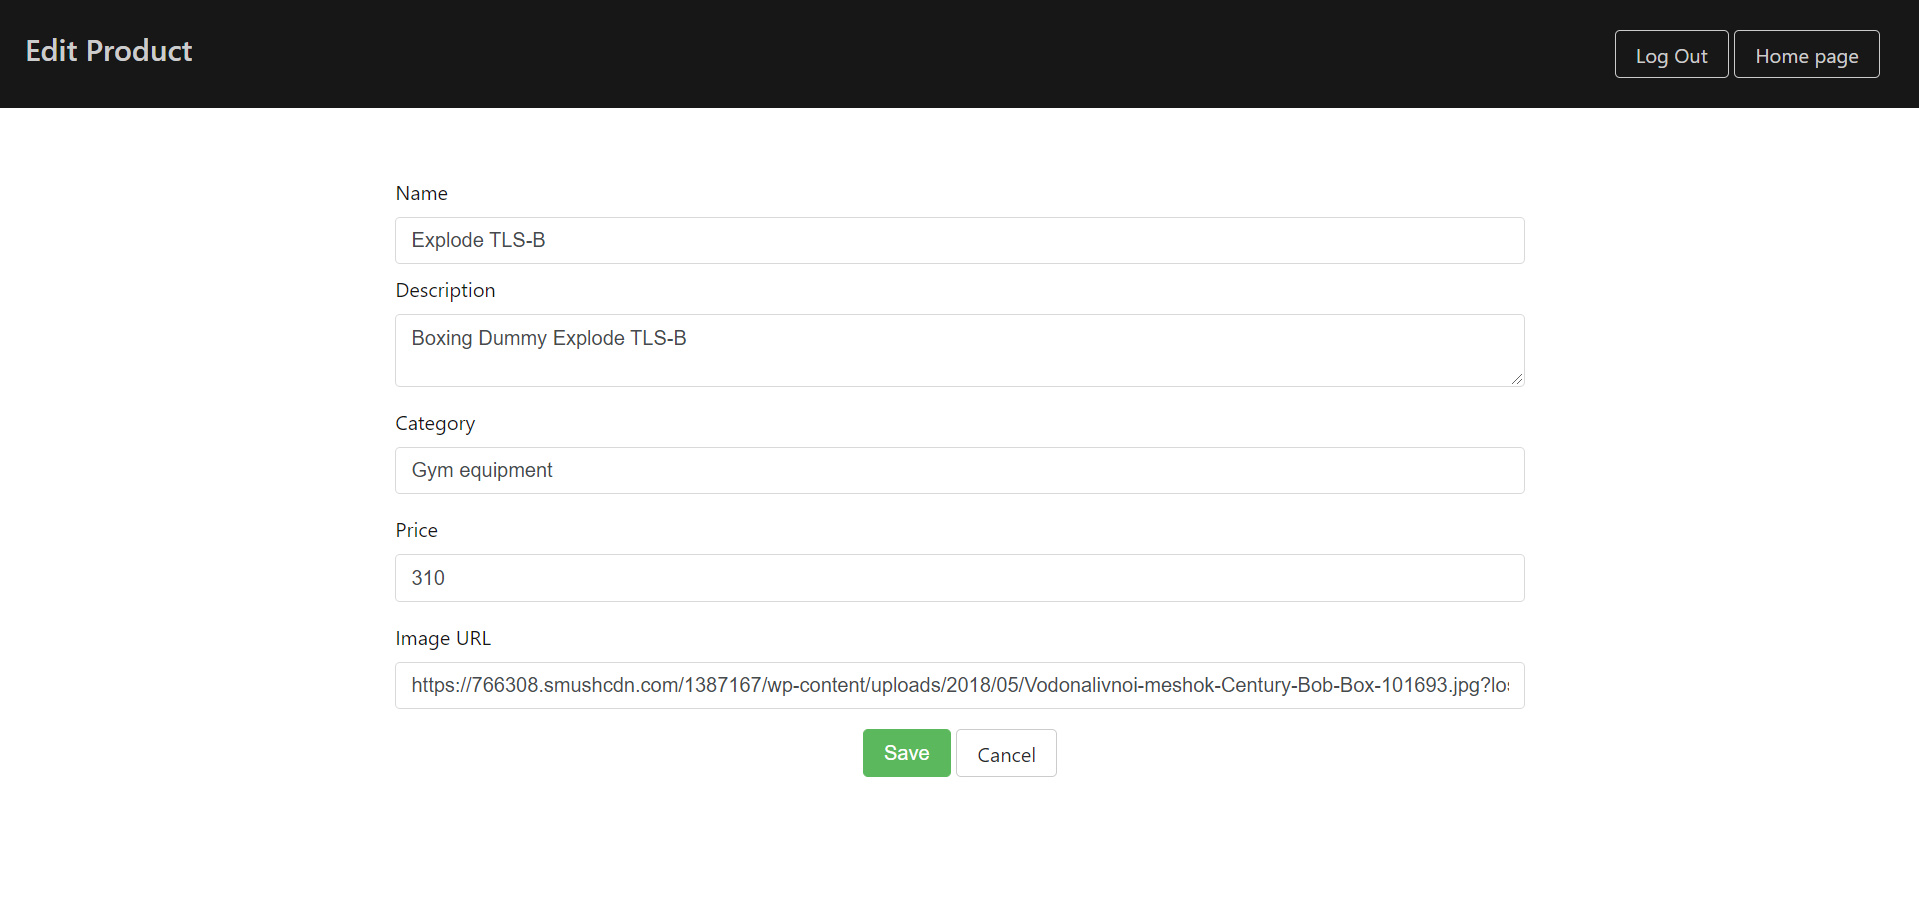 Edit Product
Log Out
Home page
Name
Explode TLS-B
Description
Boxing Dummy Explode TLS-B
Category
Gym equipment
Price
310
Image URL
https://766308.smushcdn.com/1387167/wp-content/uploads/2018/05/Vodonalivnoi-meshok-Century-Bob-Box-101693.jpg?los
Save
Cancel